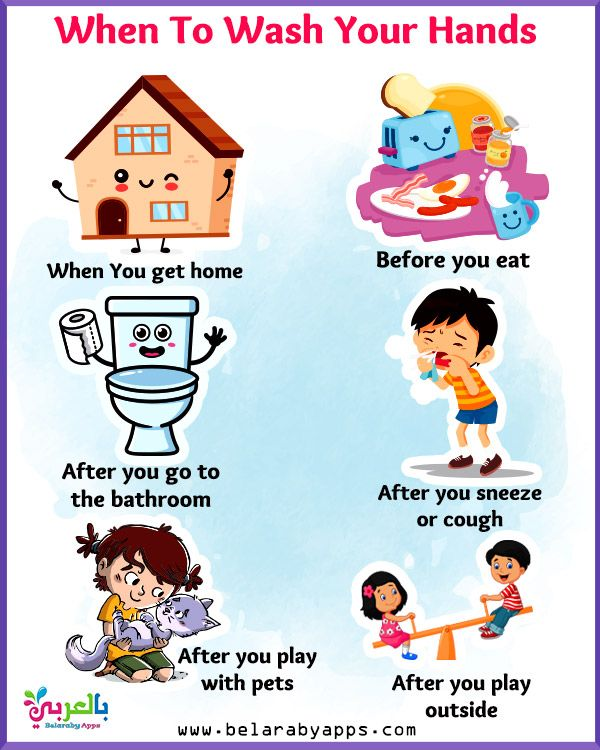 When To Wash Your Hands
When You get home
Before you eat
After you go to
the bathroom
After you sneeze
or cough
After you play
with pets
After you play
outside
بالعربي
Belaraby Apps
www.belarabyapps.com